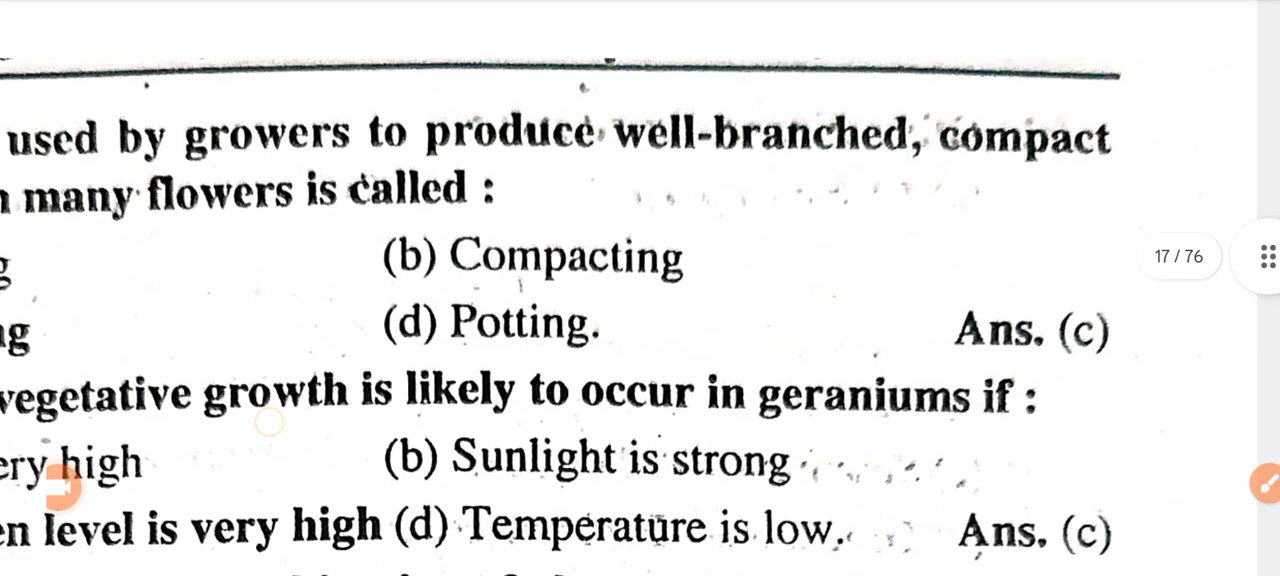 used by growers to produce well-branched, compact
many flowers is called :
(b) Compacting
(d) Potting. Ans. (c)
vegetative growth is likely to occur in geraniums if :
ery high (b) Sunlight is strong
en level is very high (d) Temperature is low. Ans. (c)
17 / 76